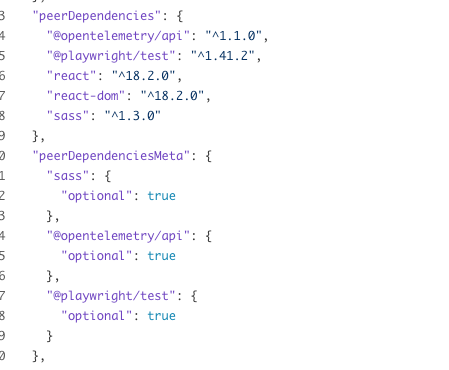 3 "peerDependencies": {
4 "@opentelemetry/api": "^1.1.0",
5 "@playwright/test": "^1.41.2",
6 "react": "^18.2.0",
7 "react-dom": "^18.2.0",
8 "sass": "^1.3.0"
9 },
0 "peerDependenciesMeta": {
1 "sass": {
2 "optional": true
3 },
4 "@opentelemetry/api": {
5 "optional": true
6 },
7 "@playwright/test": {
8 "optional": true
9 }
0 },